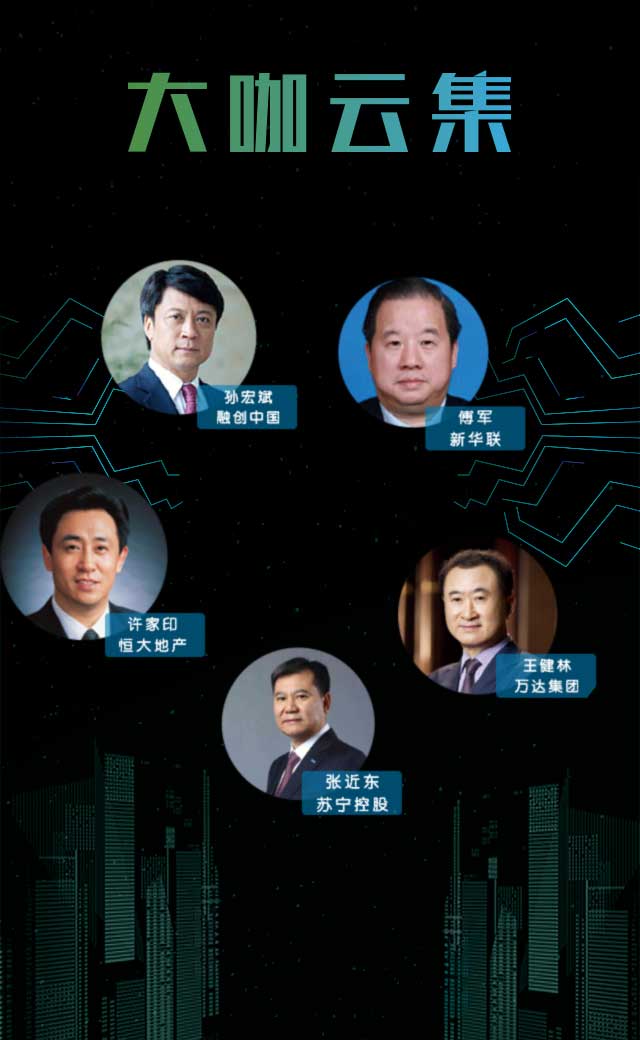 大咖云集
孙宏斌
融创中国
傅军
新华联
许家印
恒大地产
王健林
万达集团
张近东
苏宁控股